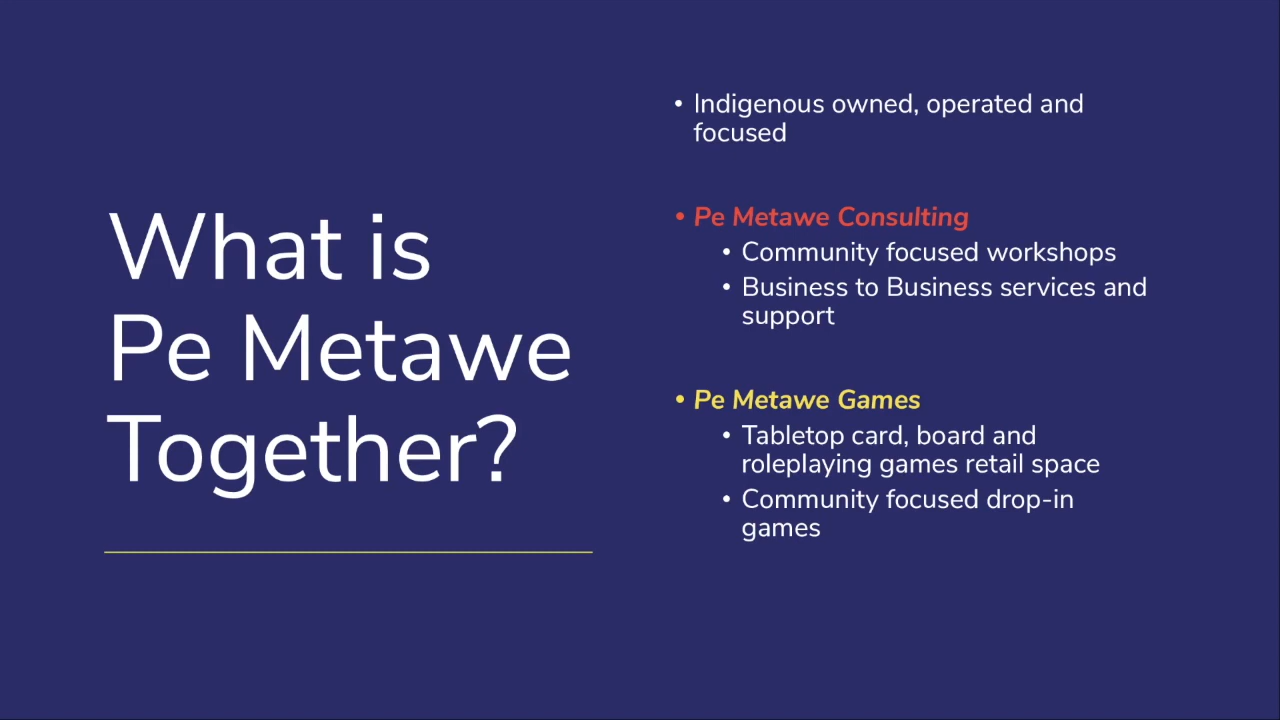 What is
Pe Metawe
Together?
• Indigenous owned, operated and
focused
• Pe Metawe Consulting
• Community focused workshops
• Business to Business services and
support
• Pe Metawe Games
• Tabletop card, board and
roleplaying games retail space
• Community focused drop-in
games